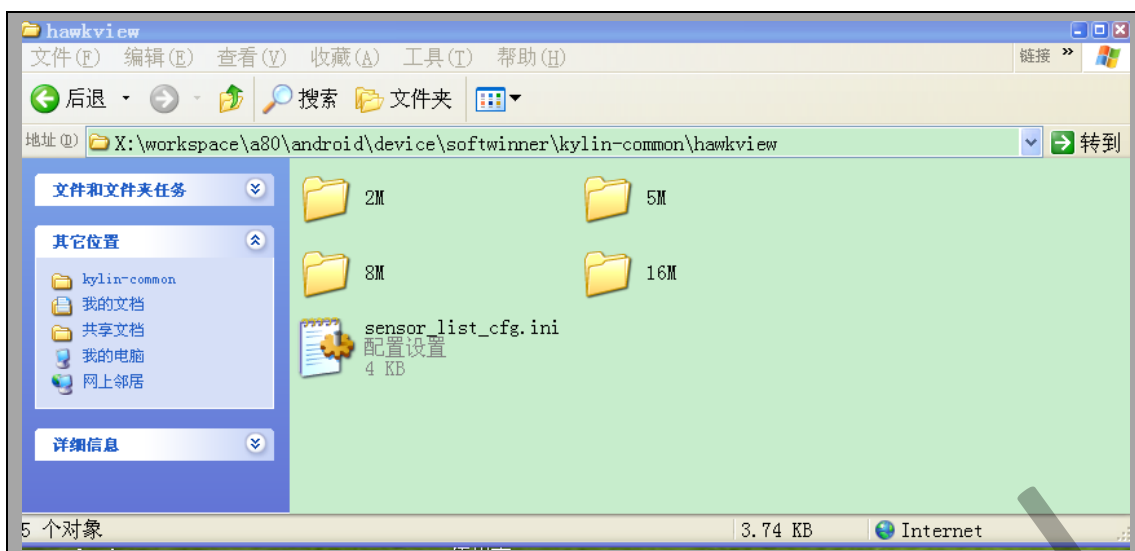 hawkview
文件(F) 编辑(E) 查看(V) 收藏(A) 工具(T) 帮助(H) 链接 »
后退 搜索 文件夹
地址(D) X:\workspace\a80\android\device\softwinner\kylin-common\hawkview 转到
文件和文件夹任务
其它位置
kylin-common
我的文档
共享文档
我的电脑
网上邻居
详细信息
2M 5M
8M 16M
sensor_list_cfg.ini
配置设置
4 KB
5 个对象 3.74 KB Internet